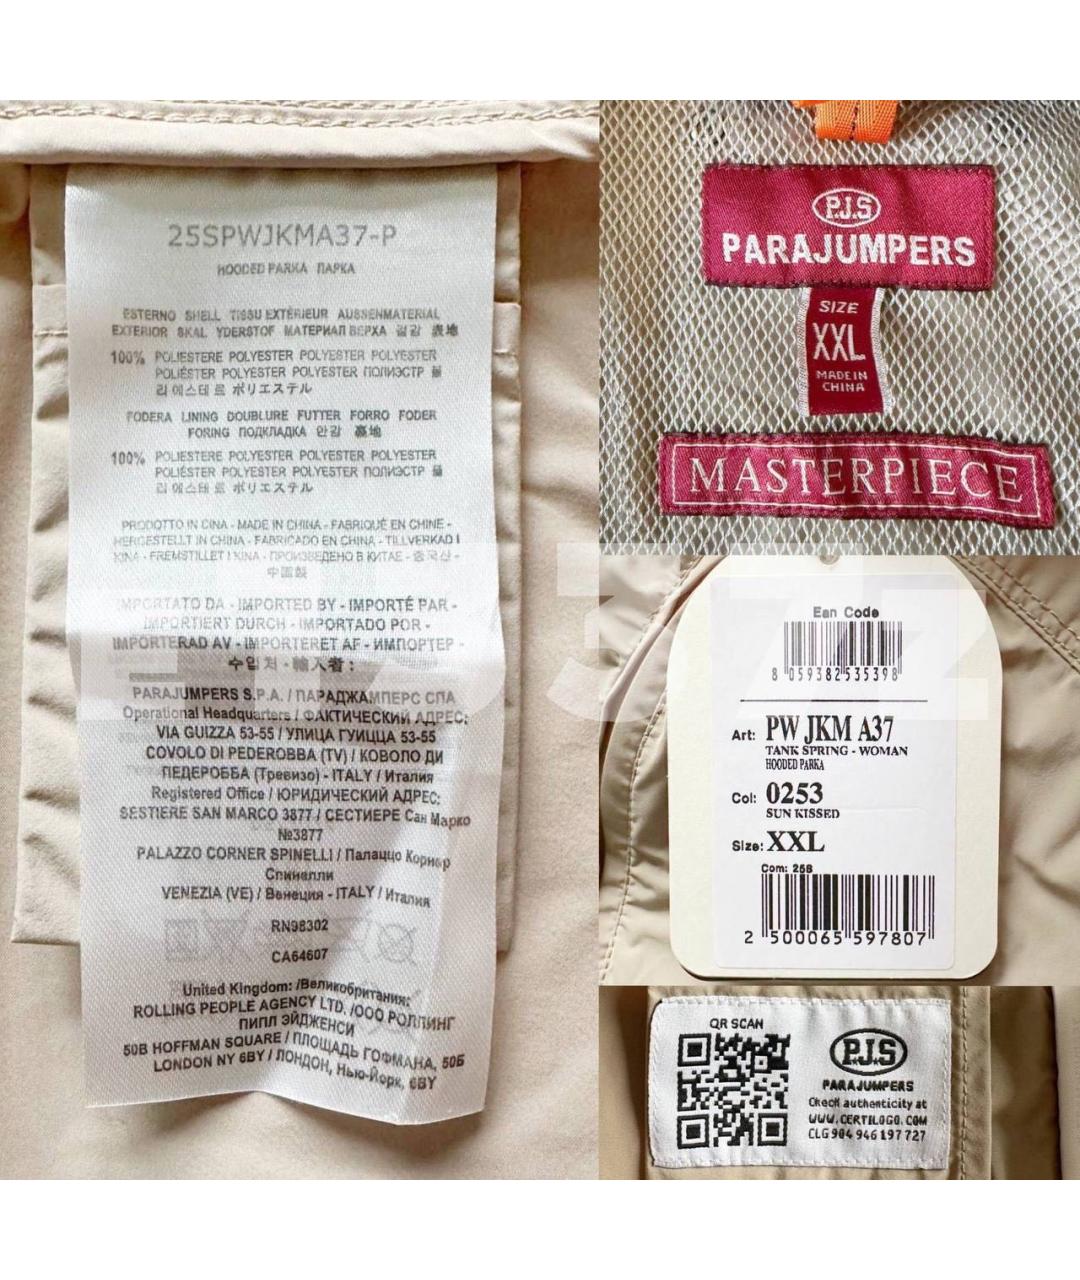 25SPWJKMA37-P
HOODED PARKA ПАРКА
ESTERNO SHELL TISSU EXTÉRIEUR AUSSENMATERIAL
EXTERIOR SKAL YDERSTOF МАТЕРИАЛ ВЕРХА 겉감 表地
100% POLIESTERE POLYESTER POLYESTER POLYESTER
POLIÉSTER POLYESTER POLYESTER ПОЛИЭСТР 폴
리 에스테 르 ポリエステル
FODERA LINING DOUBLURE FUTTER FORRO FODER
FORING ПОДКЛАДКА 안감 裏地
100% POLIESTERE POLYESTER POLYESTER POLYESTER
POLIÉSTER POLYESTER POLYESTER ПОЛИЭСТР 폴
리 에스테 르 ポリエステル
PRODOTTO IN CINA - MADE IN CHINA - FABRIQUÉ EN CHINE -
HERGESTELLT IN CHINA - FABRICADO EN CHINA - TILLVERKAD I
KINA - FREMSTILLET I KINA - ПРОИЗВЕДЕНО В КИТАЕ - 중국산 -
中国製
IMPORTATO DA - IMPORTED BY - IMPORTÉ PAR -
IMPORTIERT DURCH - IMPORTADO POR -
IMPORTERAD AV - IMPORTERET AF - ИМПОРТЕР -
수입처 - 輸入者 :
PARAJUMPERS S.P.A. / ПАРАДЖАМПЕРС СПА
Operational Headquarters / ФАКТИЧЕСКИЙ АДРЕС:
VIA GUIZZA 53-55 / УЛИЦА ГУИЦЦА 53-55
COVOLO DI PEDEROBBA (TV) / КОВОЛО ДИ
ПЕДЕРОББА (Тревизо) - ITALY / Италия
Registered Office / ЮРИДИЧЕСКИЙ АДРЕС:
SESTIERE SAN MARCO 3877 / СЕСТИЕРЕ Сан Марко
№3877
PALAZZO CORNER SPINELLI / Палаццо Корнер
Спинелли
VENEZIA (VE) / Венеция - ITALY / Италия
RN98302
CA64607
United Kingdom: /Великобритания:
ROLLING PEOPLE AGENCY LTD. /ООО РОЛЛИНГ
ПИПЛ ЭЙДЖЕНСИ
50B HOFFMAN SQUARE / ПЛОЩАДЬ ГОФМАНА, 50Б
LONDON NY 6BY / ЛОНДОН, Нью-Йорк, 6BY
P.J.S
PARAJUMPERS
SIZE
XXL
MADE IN
CHINA
MASTERPIECE
Ean Code
8 059382 535398
Art: PW JKM A37
TANK SPRING - WOMAN
HOODED PARKA
Col: 0253
SUN KISSED
Size: XXL
Com: 25B
2 500065 597807
QR SCAN
P.J.S
PARAJUMPERS
Check authenticity at
WWW.CERTILOGO.COM
CLG 904 946 197 727